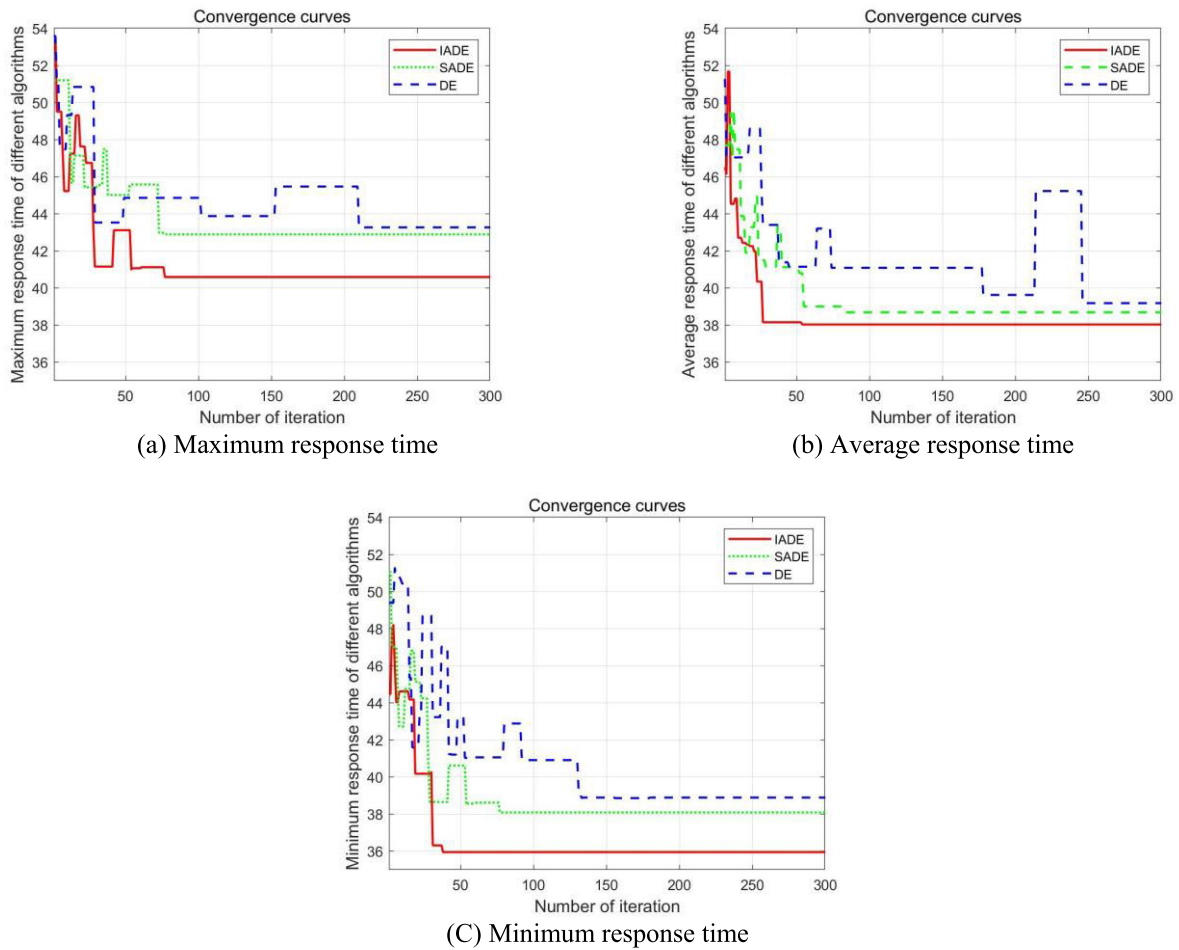 Convergence curves
Maximum response time of different algorithms
54
52
50
48
46
44
42
40
38
36
IADE
SADE
DE
50
100
150
200
250
300
Number of iteration
(a) Maximum response time
Convergence curves
Average response time of different algorithms
54
52
50
48
46
44
42
40
38
36
IADE
SADE
DE
50
100
150
200
250
300
Number of iteration
(b) Average response time
Convergence curves
Minimum response time of different algorithms
54
52
50
48
46
44
42
40
38
36
IADE
SADE
DE
50
100
150
200
250
300
Number of iteration
(C) Minimum response time